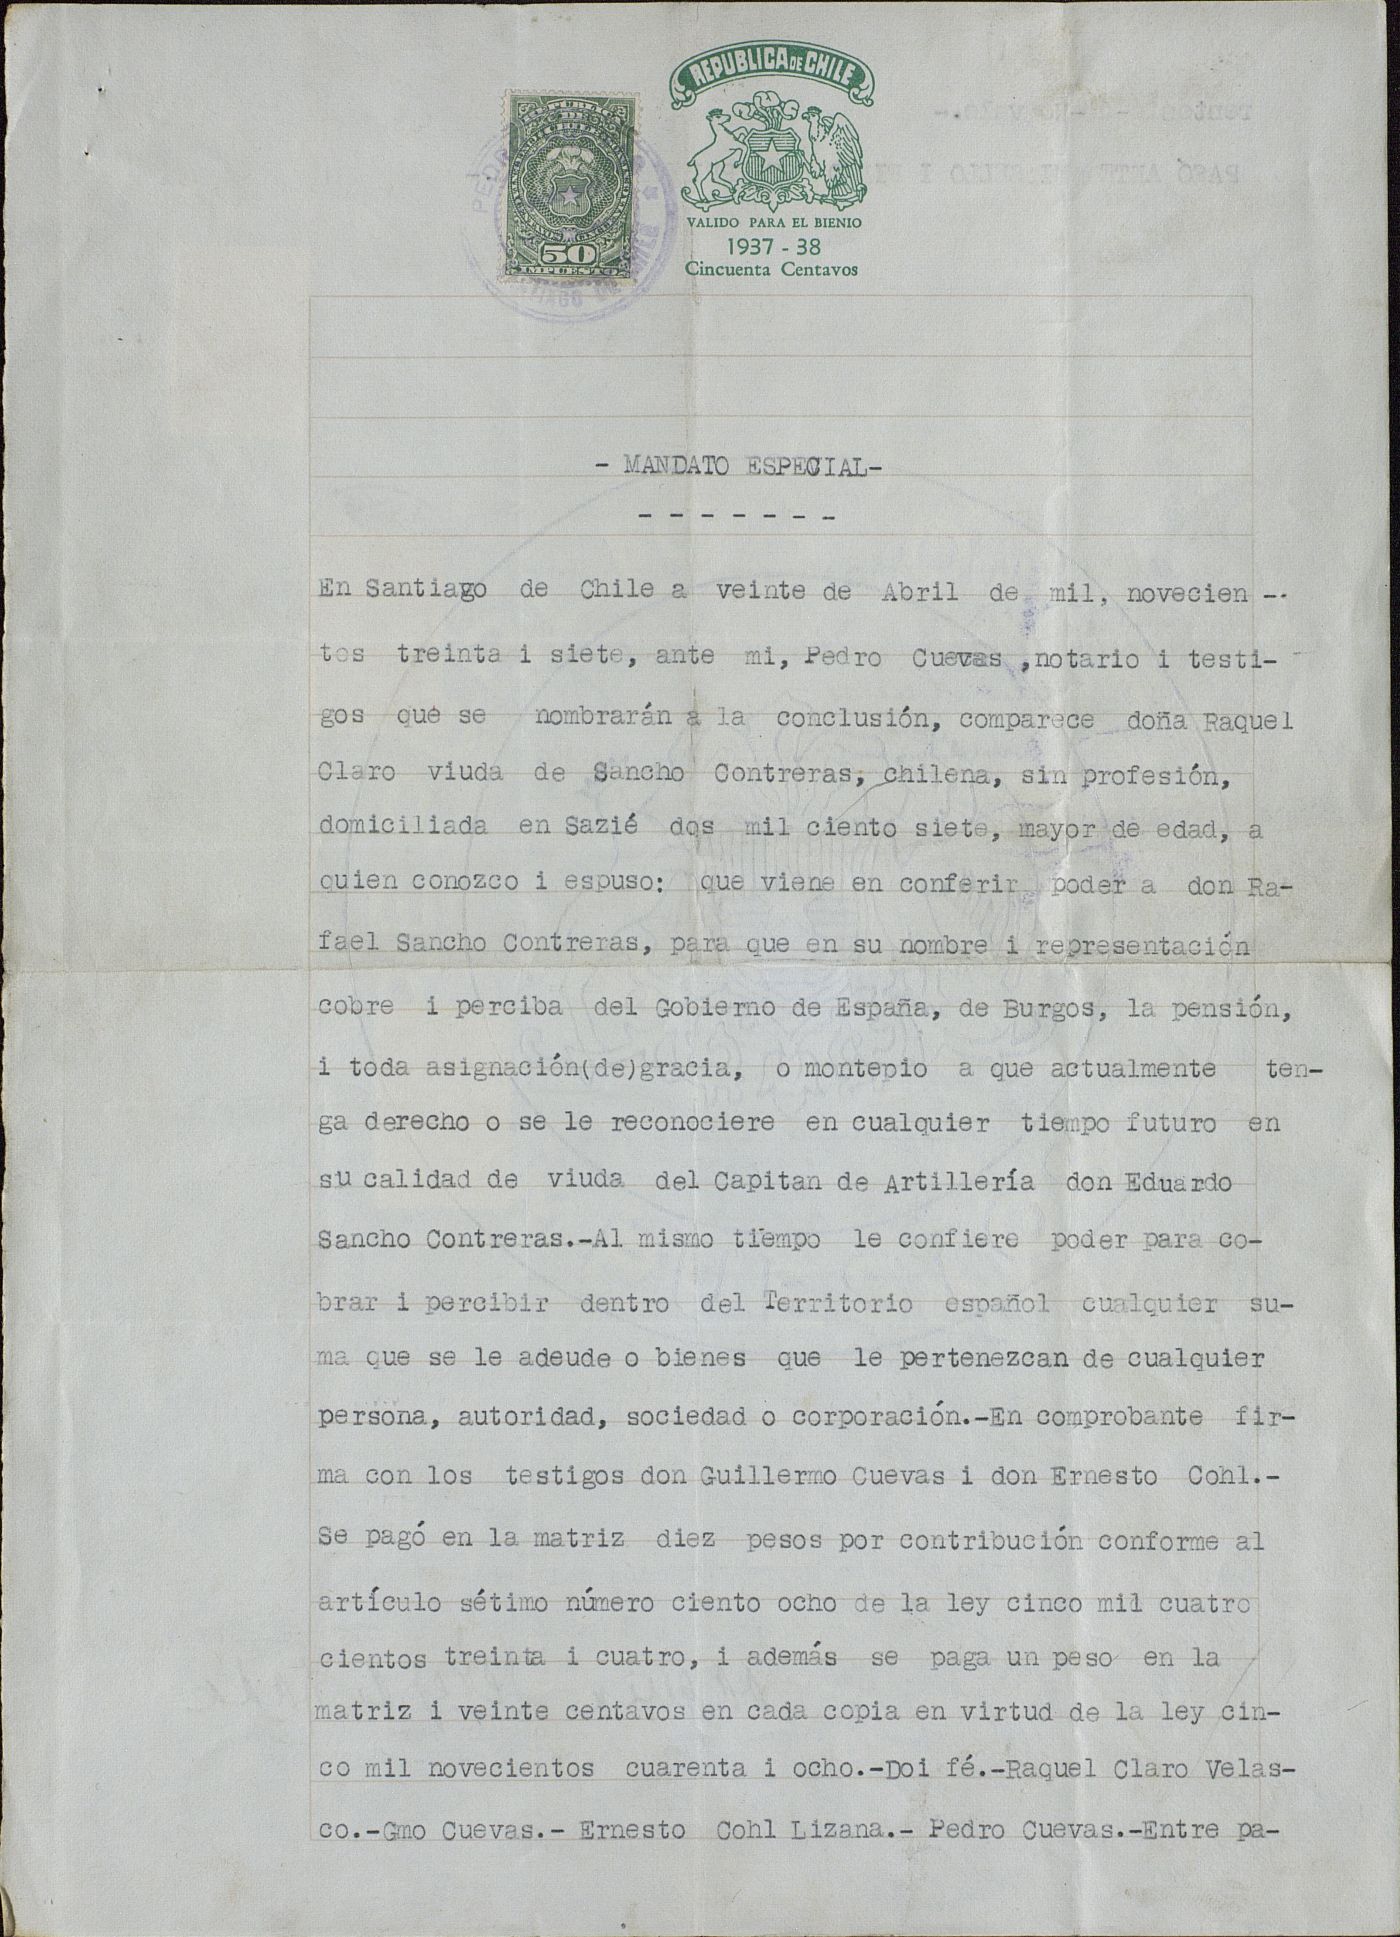 REPUBLICA DE CHILE
VALIDO PARA EL BIENIO
1937 - 38
Cincuenta Centavos
50
IMPUESTO
- MANDATO ESPECIAL-
- - - - - - -
En Santiago de Chile a veinte de Abril de mil, novecien -.
tos treinta i siete, ante mi, Pedro Cuevas ,notario i testi-
gos que se nombrarán a la conclusión, comparece doña Raquel
Claro viuda de Sancho Contreras, chilena, sin profesión,
domiciliada en Sazié dos mil ciento siete, mayor de edad, a
quien conozco i espuso: que viene en conferir poder a don Ra-
fael Sancho Contreras, para que en su nombre i representación
cobre i perciba del Gobierno de España, de Burgos, la pensión,
i toda asignación(de)gracia, o montepio a que actualmente ten-
ga derecho o se le reconociere en cualquier tiempo futuro en
su calidad de viuda del Capitan de Artillería don Eduardo
Sancho Contreras.-Al mismo tiempo le confiere poder para co-
brar i percibir dentro del Territorio español cualquier su-
ma que se le adeude o bienes que le pertenezcan de cualquier
persona, autoridad, sociedad o corporación.-En comprobante fir-
ma con los testigos don Guillermo Cuevas i don Ernesto Cohl.-
Se pagó en la matriz diez pesos por contribución conforme al
artículo sétimo número ciento ocho de la ley cinco mil cuatro
cientos treinta i cuatro, i además se paga un peso en la
matriz i veinte centavos en cada copia en virtud de la ley cin-
co mil novecientos cuarenta i ocho.-Doi fé.-Raquel Claro Velas-
co.-Gmo Cuevas.- Ernesto Cohl Lizana.- Pedro Cuevas.-Entre pa-